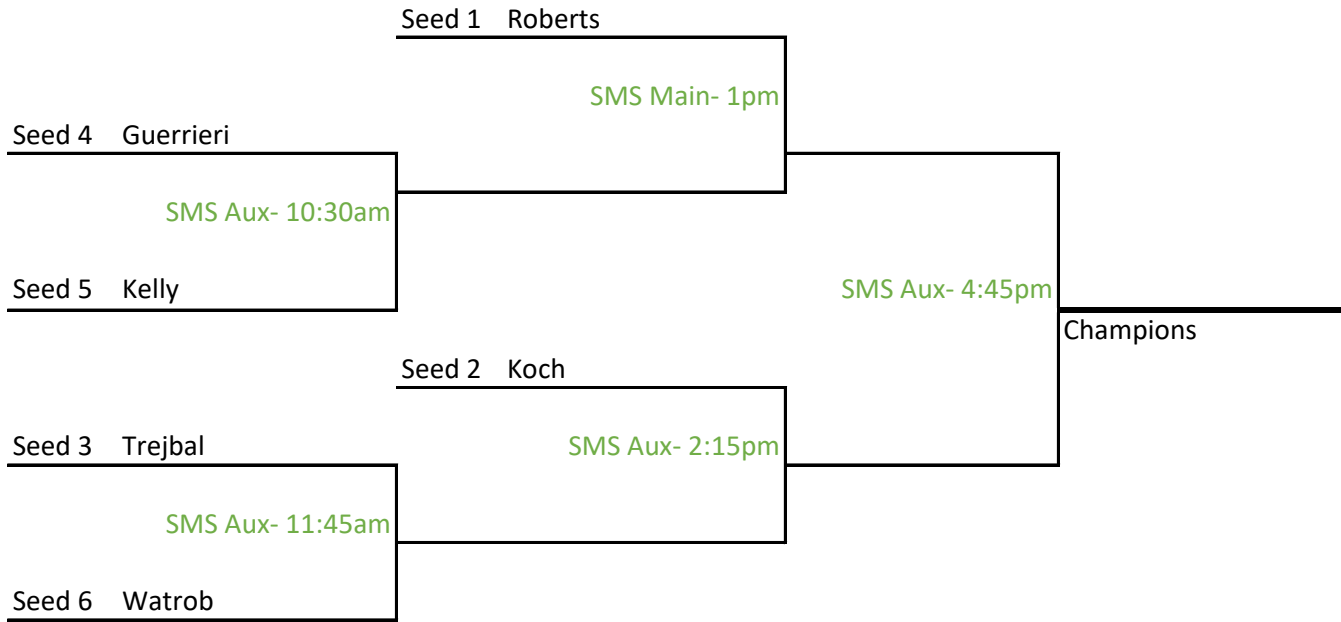 Seed 1 Roberts
SMS Main- 1pm
Seed 4 Guerrieri
SMS Aux- 10:30am
Seed 5 Kelly
SMS Aux- 4:45pm
Champions
Seed 2 Koch
Seed 3 Trejbal
SMS Aux- 2:15pm
SMS Aux- 11:45am
Seed 6 Watrob